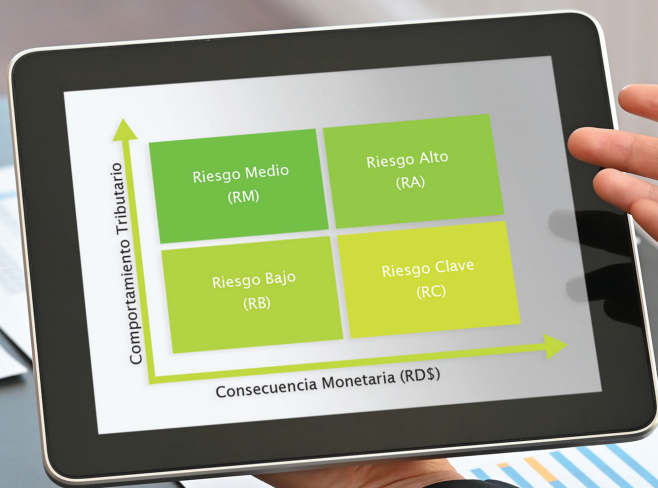 Comportamiento Tributario
Riesgo Medio
(RM)
Riesgo Alto
(RA)
Riesgo Bajo
(RB)
Riesgo Clave
(RC)
Consecuencia Monetaria (RD$)